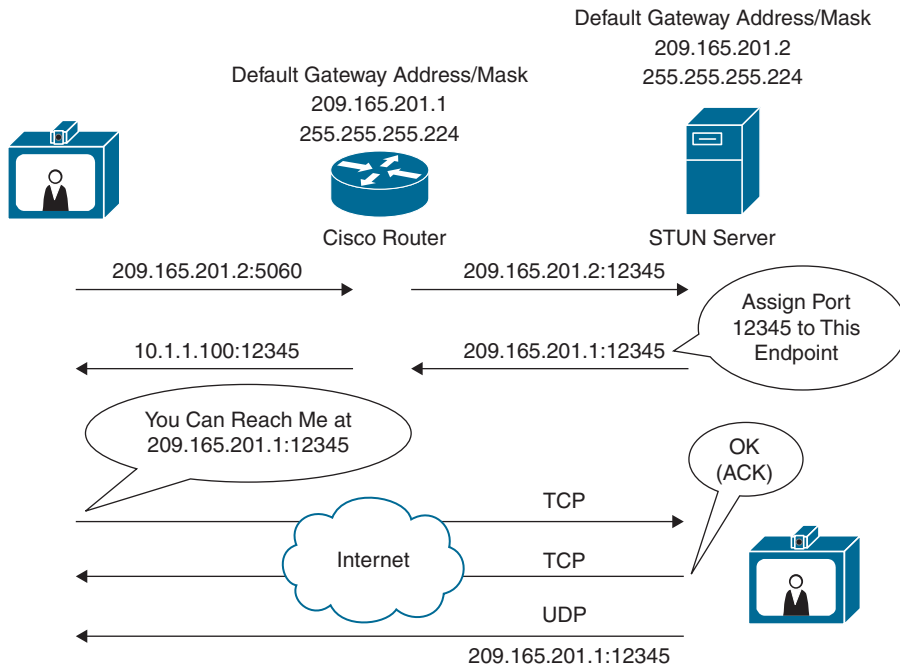 Default Gateway Address/Mask
209.165.201.2
255.255.255.224
Default Gateway Address/Mask
209.165.201.1
255.255.255.224
Cisco Router
STUN Server
209.165.201.2:5060
209.165.201.2:12345
Assign Port
12345 to This
Endpoint
10.1.1.100:12345
209.165.201.1:12345
You Can Reach Me at
209.165.201.1:12345
OK
(ACK)
TCP
Internet
TCP
UDP
209.165.201.1:12345